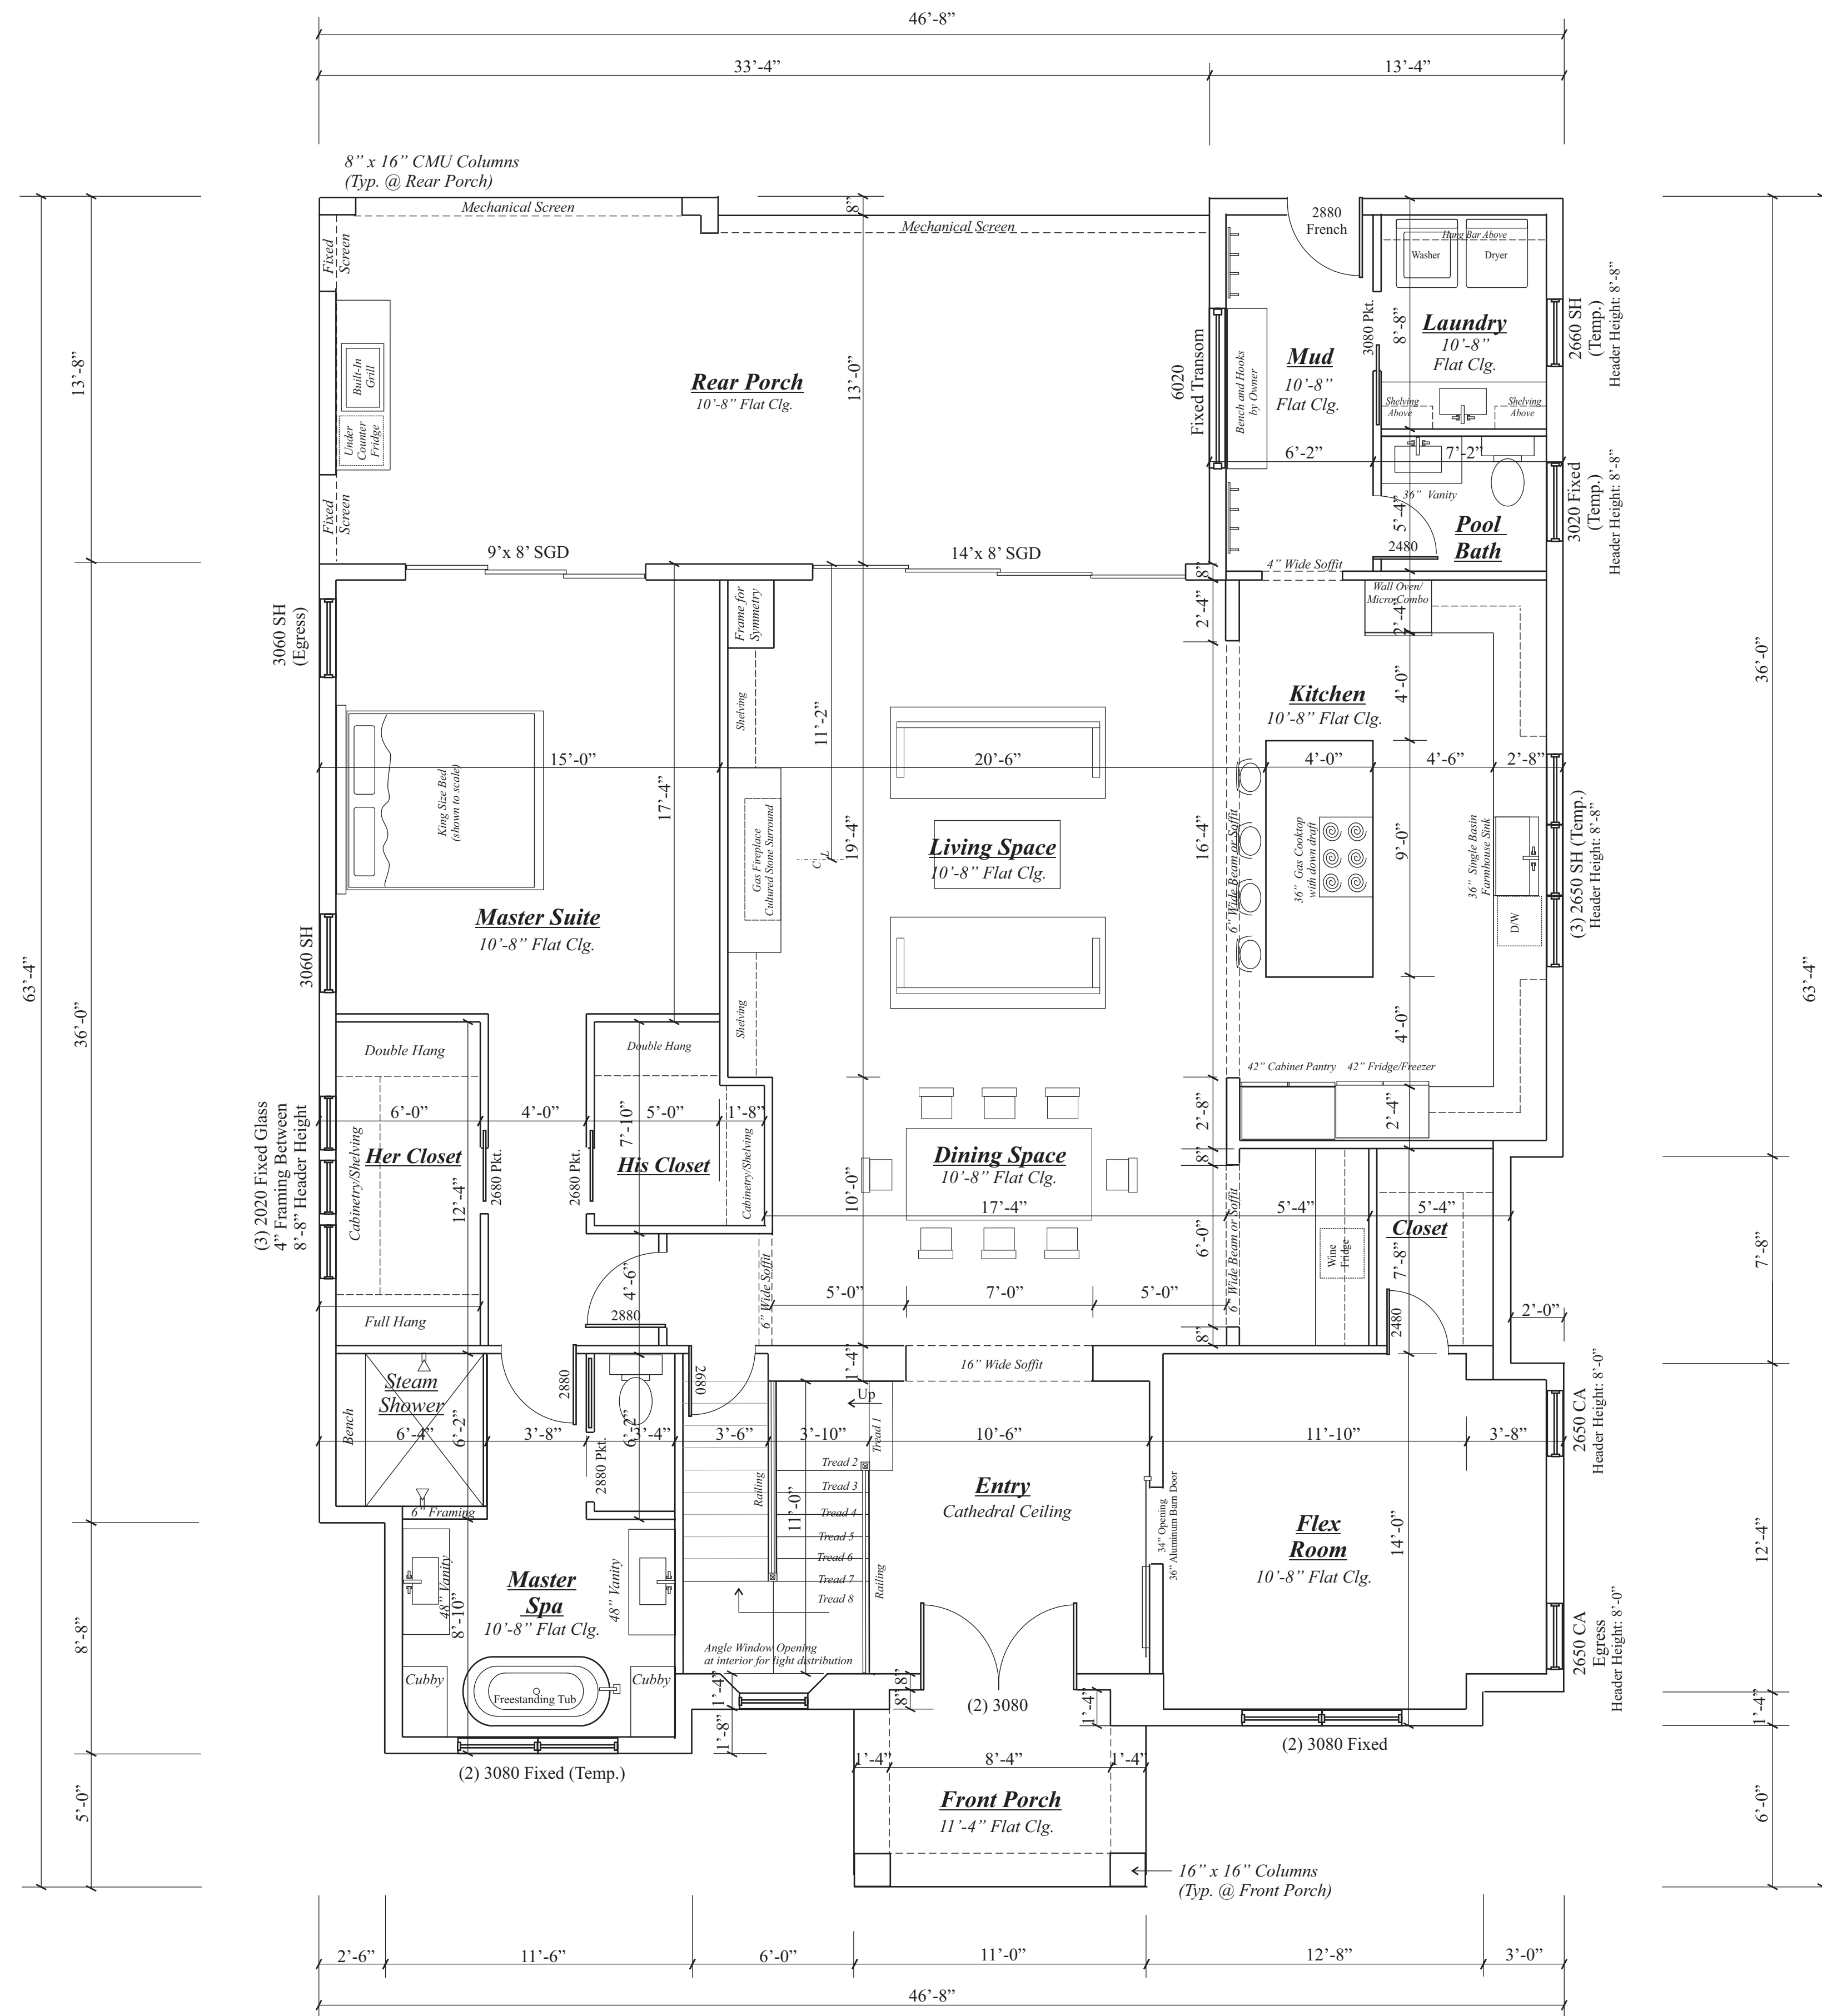 46’-8”
33’-4”
13’-4”
8” x 16” CMU Columns
(Typ. @ Rear Porch)
Mechanical Screen
8”
Mechanical Screen
2880
French
Hang Bar Above
Washer
Dryer
Fixed
Screen
13’-8”
Built-In
Grill
Under
Counter
Fridge
Fixed
Screen
Rear Porch
10’-8” Flat Clg.
13’-0”
6020
Fixed Transom
Bench and Hooks
by Owner
Mud
10’-8”
Flat Clg.
3080 Pkt.
8’-8”
Laundry
10’-8”
Flat Clg.
2660 SH
(Temp.)
Header Height: 8’-8”
Shelving
Above
Shelving
Above
6’-2”
7’-2”
36” Vanity
5’-4”
Pool
Bath
2480
3020 Fixed
(Temp.)
Header Height: 8’-8”
9’x 8’ SGD
14’x 8’ SGD
4” Wide Soffit
8”
2’-4”
Wall Oven/
Micro Combo
2’-4”
3060 SH
(Egress)
Frame for
Symmetry
Shelving
11’-2”
Kitchen
10’-8” Flat Clg.
4’-0”
36’-0”
15’-0”
20’-6”
4’-0”
4’-6”
2’-8”
King Size Bed
(shown to scale)
17’-4”
Gas Fireplace
Cultured Stone Surround
C
L
19’-4”
Living Space
10’-8” Flat Clg.
16’-4”
6” Wide Beam or Soffit
36” Gas Cooktop
with down draft
9’-0”
36” Single Basin
Farmhouse Sink
D/W
(3) 2650 SH (Temp.)
Header Height: 8’-8”
Master Suite
10’-8” Flat Clg.
3060 SH
63’-4”
36’-0”
63’-4”
Shelving
4’-0”
Double Hang
Double Hang
42” Cabinet Pantry
42” Fridge/Freezer
6’-0”
4’-0”
7’-10”
5’-0”
1’-8”
2’-8”
2’-4”
(3) 2020 Fixed Glass
4” Framing Between
8’-8” Header Height
Cabinetry/Shelving
Her Closet
12’-4”
2680 Pkt.
2680 Pkt.
His Closet
Cabinetry/Shelving
Dining Space
10’-8” Flat Clg.
10’-0”
8”
17’-4”
5’-4”
5’-4”
Closet
6’-0”
6” Wide Beam or Soffit
Wine
Fridge
7’-8”
7’-8”
4’-6”
2880
6” Wide Soffit
5’-0”
7’-0”
5’-0”
2480
2’-0”
Full Hang
8”
1’-4”
16” Wide Soffit
Steam
Shower
Bench
2880
2680
Up
Tread 1
2650 CA
Header Height: 8’-0”
6’-4”
6’-2”
3’-8”
6’-2”
3’-4”
3’-6”
3’-10”
10’-6”
11’-10”
3’-8”
2880 Pkt.
Railing
Tread 2
Tread 3
Tread 4
Tread 5
Tread 6
Tread 7
Tread 8
11’-0”
Railing
Entry
Cathedral Ceiling
34” Opening
36” Aluminum Barn Door
Flex
Room
10’-8” Flat Clg.
14’-0”
12’-4”
6” Framing
48” Vanity
8’-10”
Master
Spa
10’-8” Flat Clg.
48” Vanity
8’-8”
2650 CA
Egress
Header Height: 8’-0”
Angle Window Opening
at interior for light distribution
Cubby
Freestanding Tub
Cubby
1’-4”
8”
8”
(2) 3080
1’-4”
1’-4”
1’-8”
(2) 3080 Fixed (Temp.)
(2) 3080 Fixed
1’-4”
8’-4”
1’-4”
5’-0”
Front Porch
11’-4” Flat Clg.
6’-0”
16” x 16” Columns
(Typ. @ Front Porch)
2’-6”
11’-6”
6’-0”
11’-0”
12’-8”
3’-0”
46’-8”